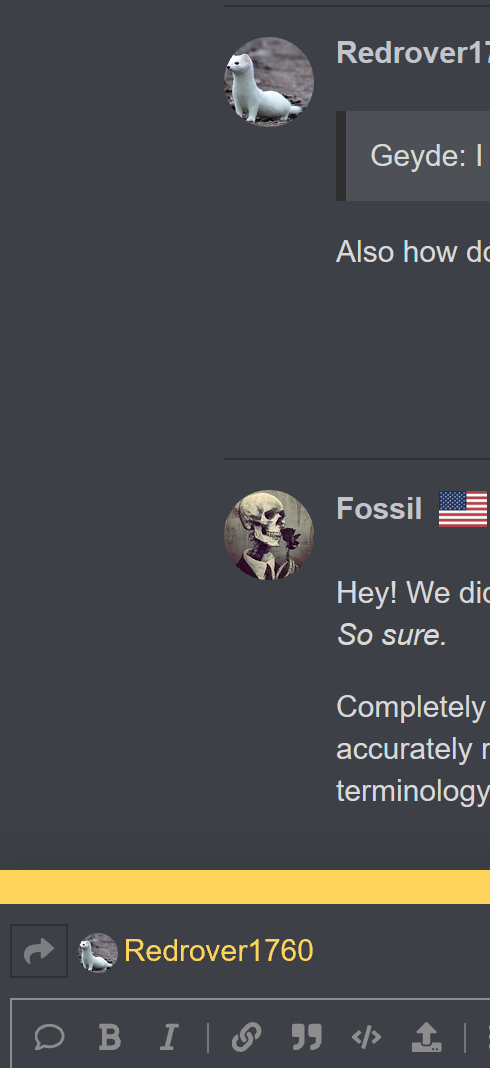 Redrover17
Geyde: I
Also how do
Fossil
Hey! We did
So sure.
Completely
accurately r
terminology
Redrover1760
B I